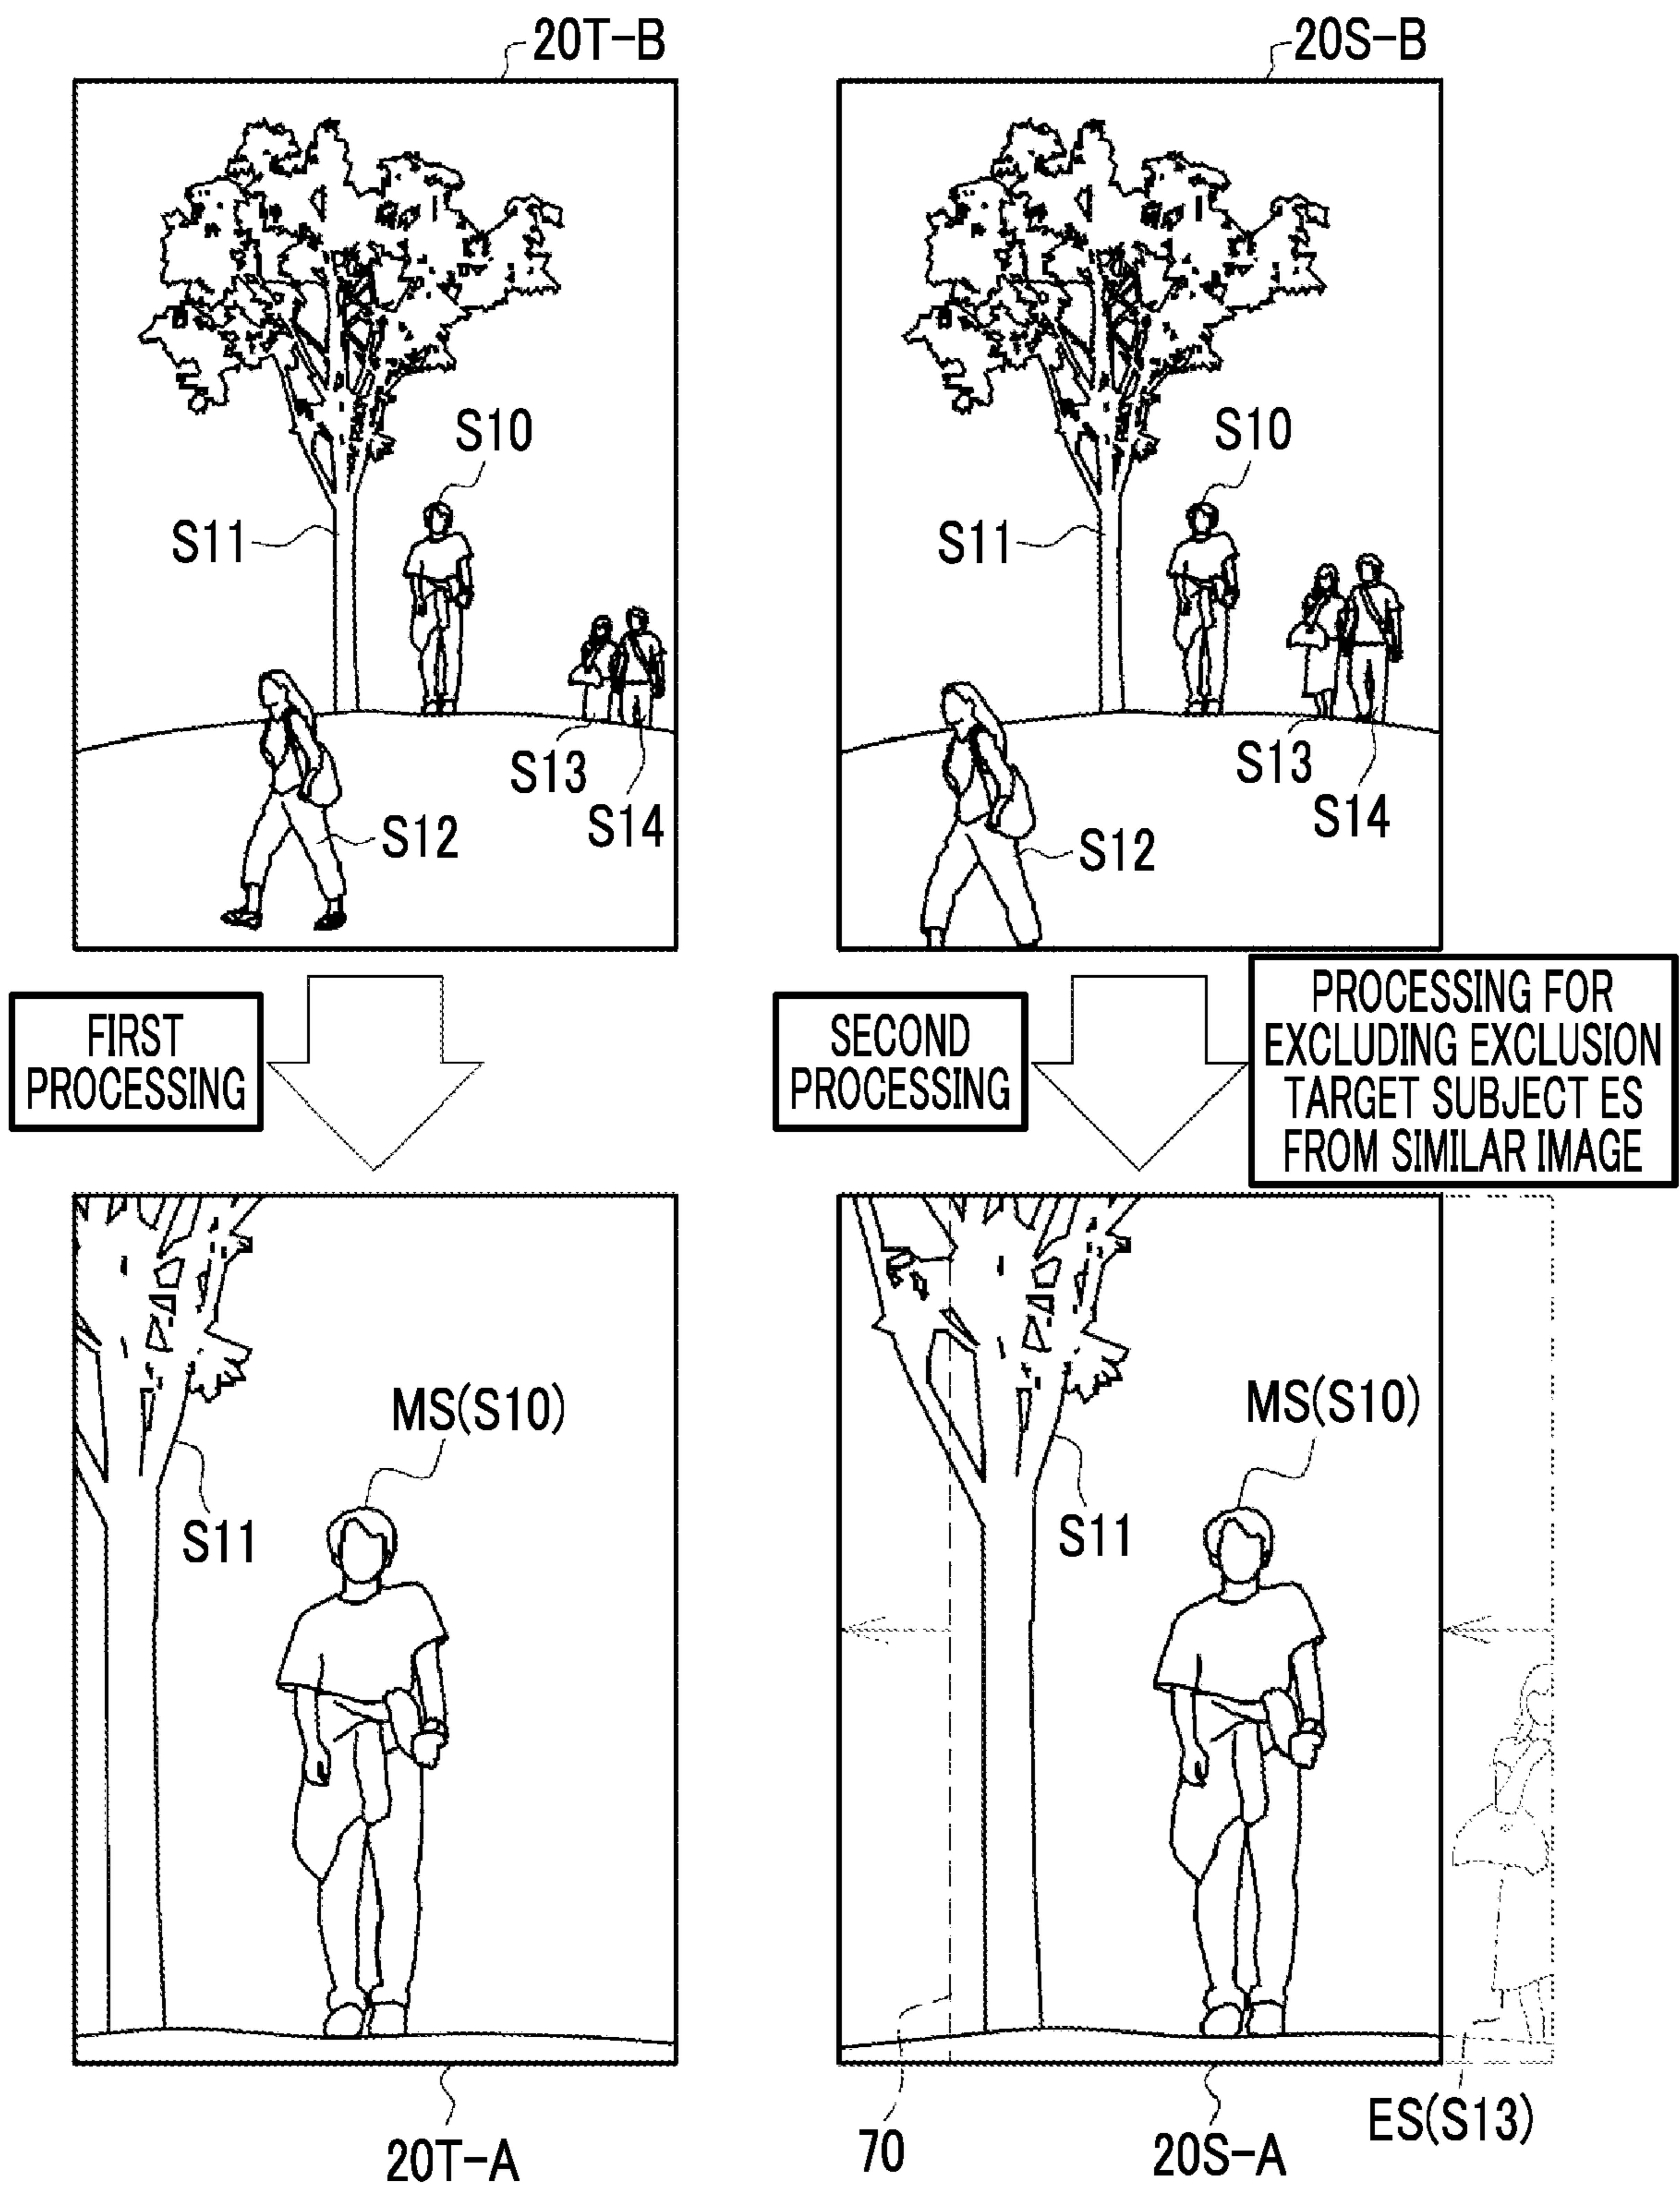 20T-B
20S-B
S10
S11
S13
S14
S12
S10
S11
S13
S14
S12
FIRST
PROCESSING
SECOND
PROCESSING
PROCESSING FOR
EXCLUDING EXCLUSION
TARGET SUBJECT ES
FROM SIMILAR IMAGE
MS(S10)
S11
MS(S10)
S11
20T-A
70
20S-A
ES(S13)